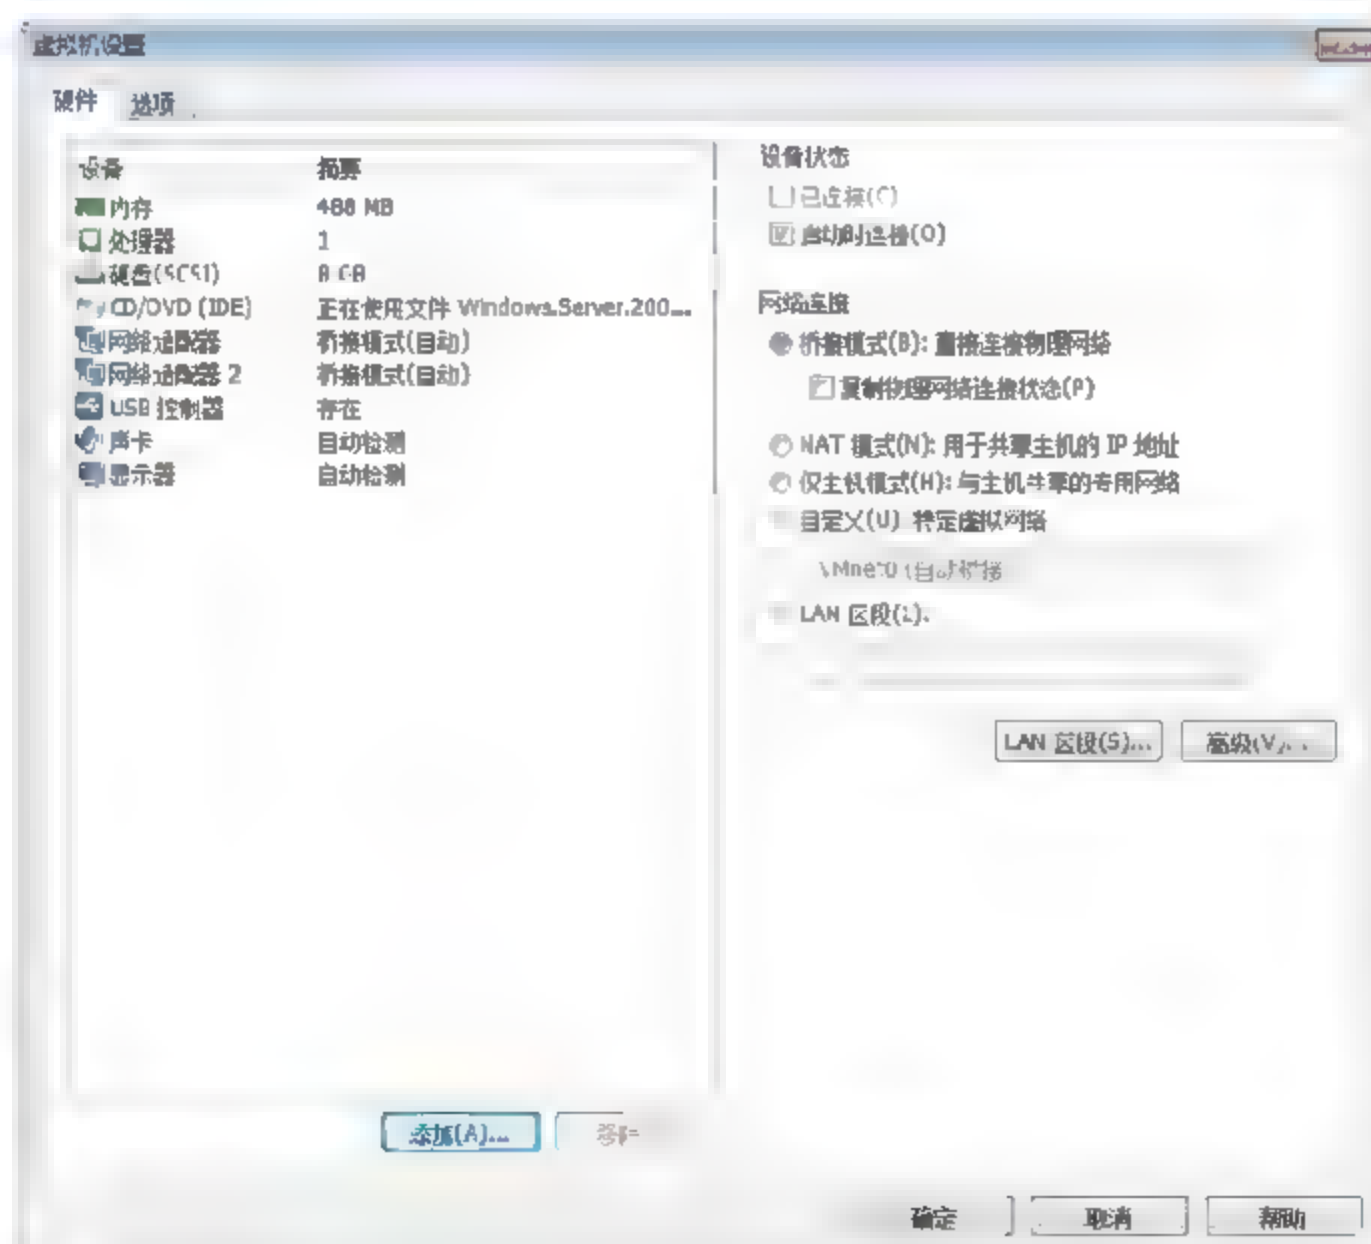 虚拟机设置
硬件 选项
设备 摘要
内存 488 MB
处理器 1
硬盘(SCSI) 8 GB
CD/DVD (IDE) 正在使用文件 Windows.Server.200...
网络适配器 桥接模式(自动)
网络适配器 2 桥接模式(自动)
USB 控制器 存在
声卡 自动检测
显示器 自动检测
添加(A)...
设备状态
已连接(C)
启动时连接(O)
网络连接
桥接模式(B): 直接连接物理网络
复制物理网络连接状态(P)
NAT 模式(N): 用于共享主机的 IP 地址
仅主机模式(H): 与主机共享的专用网络
自定义(U): 特定虚拟网络
VMnet0 (自动桥接
LAN 区段(L):
LAN 区段(S)... 高级(V)...
确定 取消 帮助